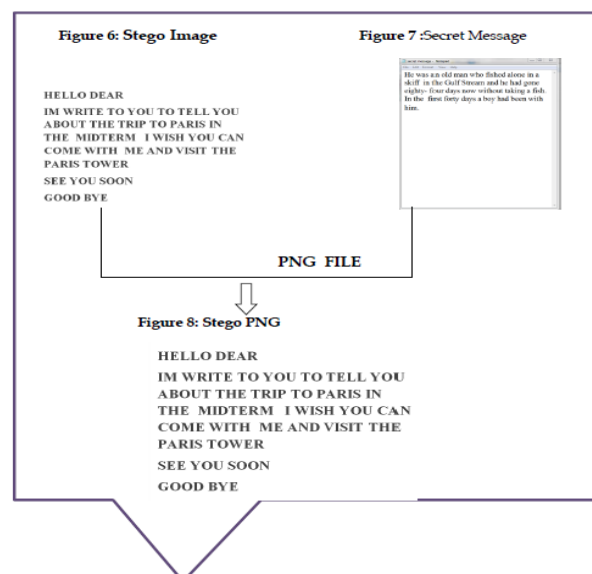 Figure 6: Stego Image
Figure 7 :Secret Message
HELLO DEAR
IM WRITE TO YOU TO TELL YOU
ABOUT THE TRIP TO PARIS IN
THE MIDTERM I WISH YOU CAN
COME WITH ME AND VISIT THE
PARIS TOWER
SEE YOU SOON
GOOD BYE
He was an old man who fished alone in a
skiff in the Gulf Stream and he had gone
eighty- four days now without taking a fish.
In the first forty days a boy had been with
him.
PNG FILE
Figure 8: Stego PNG
HELLO DEAR
IM WRITE TO YOU TO TELL YOU
ABOUT THE TRIP TO PARIS IN
THE MIDTERM I WISH YOU CAN
COME WITH ME AND VISIT THE
PARIS TOWER
SEE YOU SOON
GOOD BYE